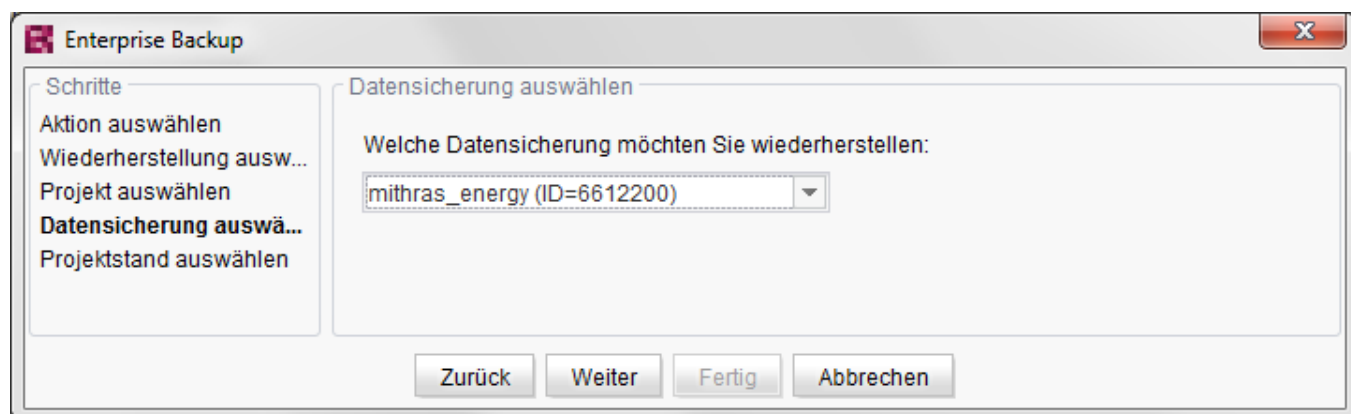 Enterprise Backup
Schritte
Aktion auswählen
Wiederherstellung ausw...
Projekt auswählen
Datensicherung auswä...
Projektstand auswählen
Datensicherung auswählen
Welche Datensicherung möchten Sie wiederherstellen:
mithras_energy (ID=6612200)
Zurück Weiter Fertig Abbrechen